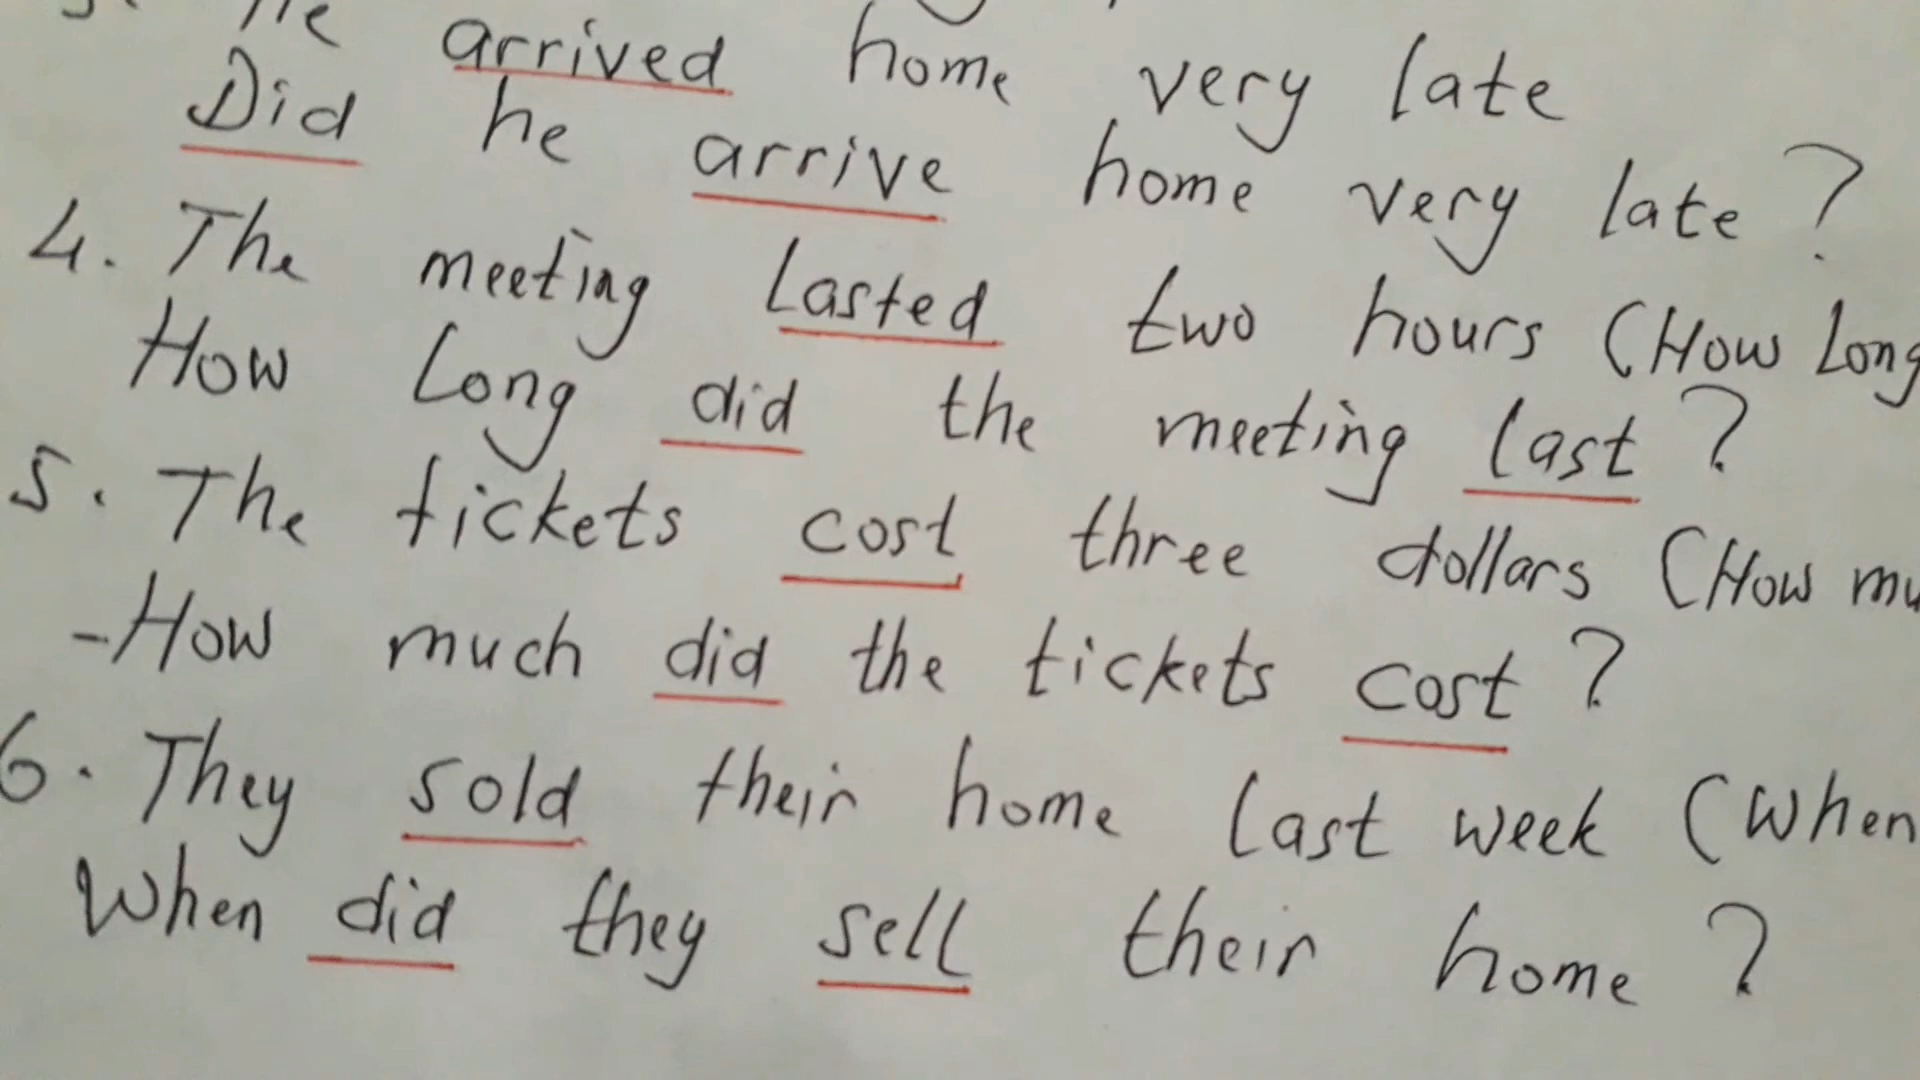 He arrived home very late
Did he arrive home very late ?
4. The meeting Lasted two hours (How Long
How Long did the meeting last ?
5. The tickets cost three dollars (How mu
-How much did the tickets cost ?
6. They sold their home last week (When
When did they sell their home ?